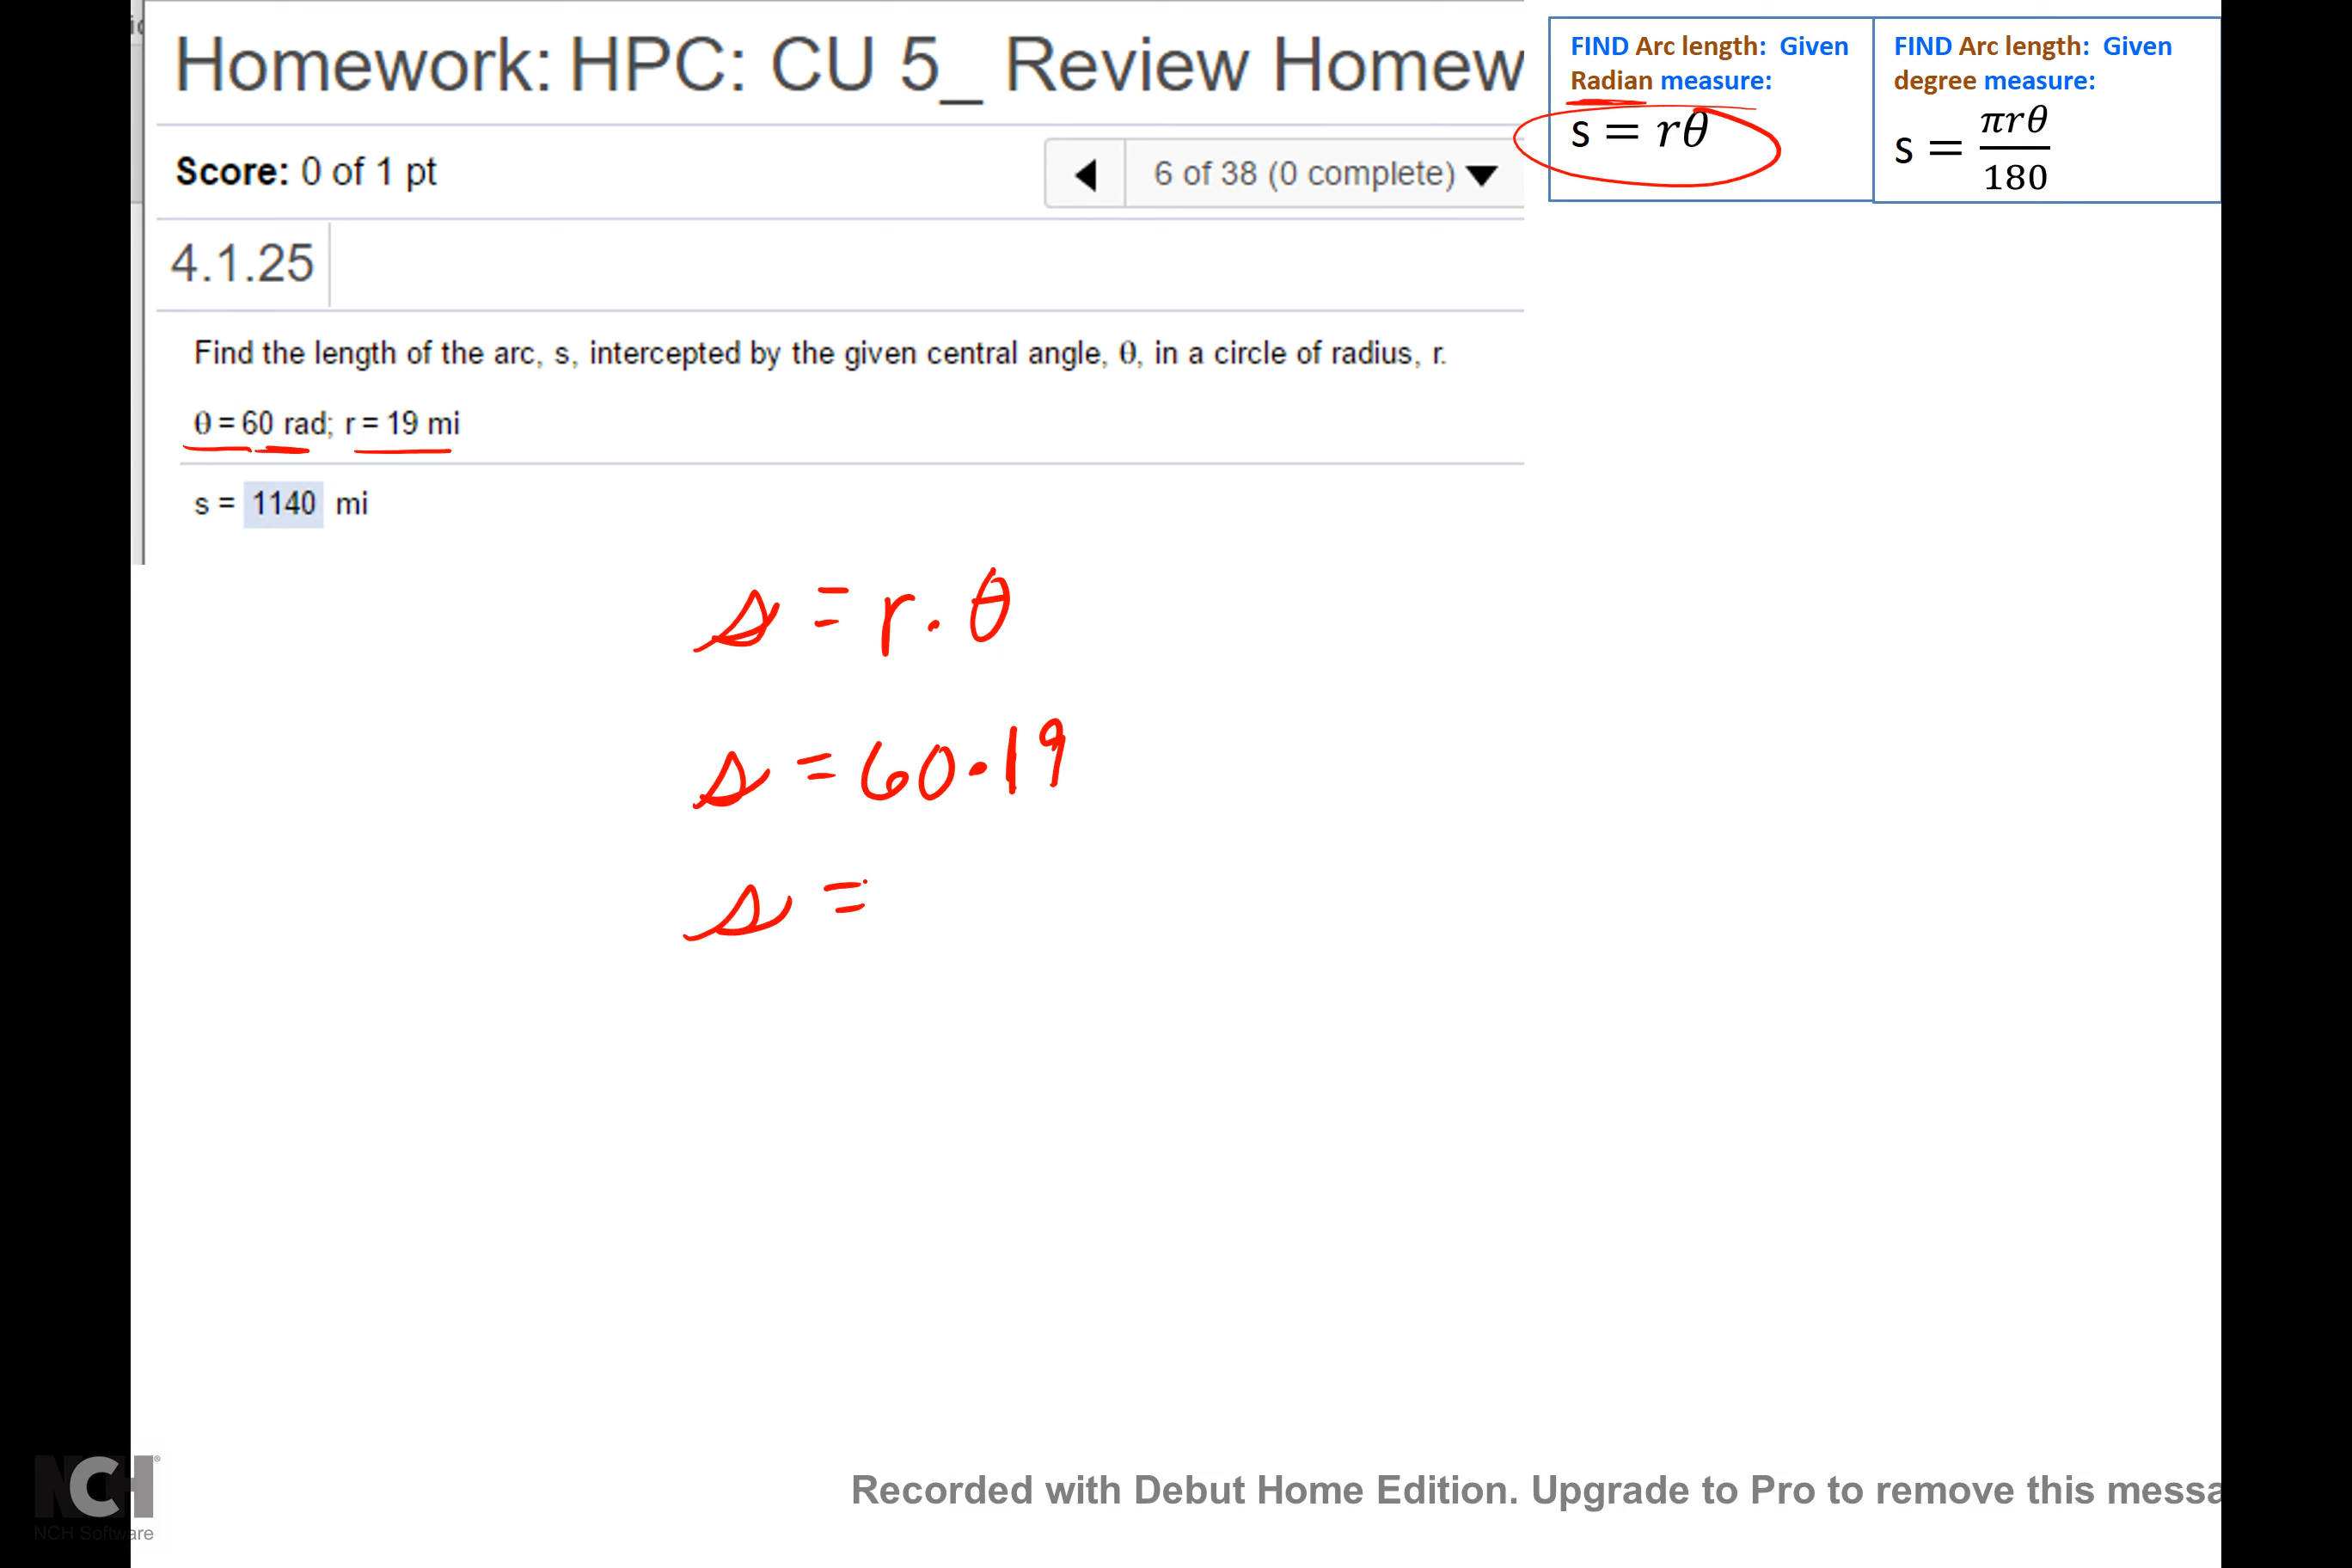 Homework: HPC: CU 5_ Review Homew
Score: 0 of 1 pt
6 of 38 (0 complete)
4.1.25
Find the length of the arc, s, intercepted by the given central angle, θ, in a circle of radius, r.
θ = 60 rad; r = 19 mi
s = 1140 mi
FIND Arc length: Given
Radian measure:
s = rθ
FIND Arc length: Given
degree measure:
s = πrθ/180
s = r · θ
s = 60 · 19
s =
NCH®
NCH Software
Recorded with Debut Home Edition. Upgrade to Pro to remove this messa